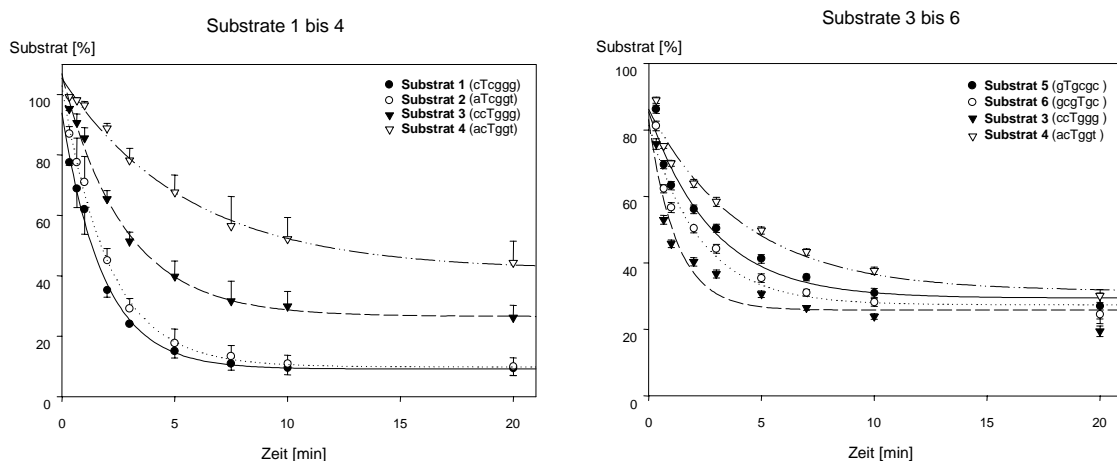 Substrate 1 bis 4
Substrat [%]
Substrat 1 (cTcggg)
Substrat 2 (aTcggt)
Substrat 3 (ccTggg)
Substrat 4 (acTggt)
100
80
60
40
20
0
0 5 10 15 20
Zeit [min]
Substrate 3 bis 6
Substrat [%]
Substrat 5 (gTgcgc )
Substrat 6 (gcgTgc )
Substrat 3 (ccTggg )
Substrat 4 (acTggt )
100
80
60
40
20
0
0 5 10 15 20
Zeit [min]